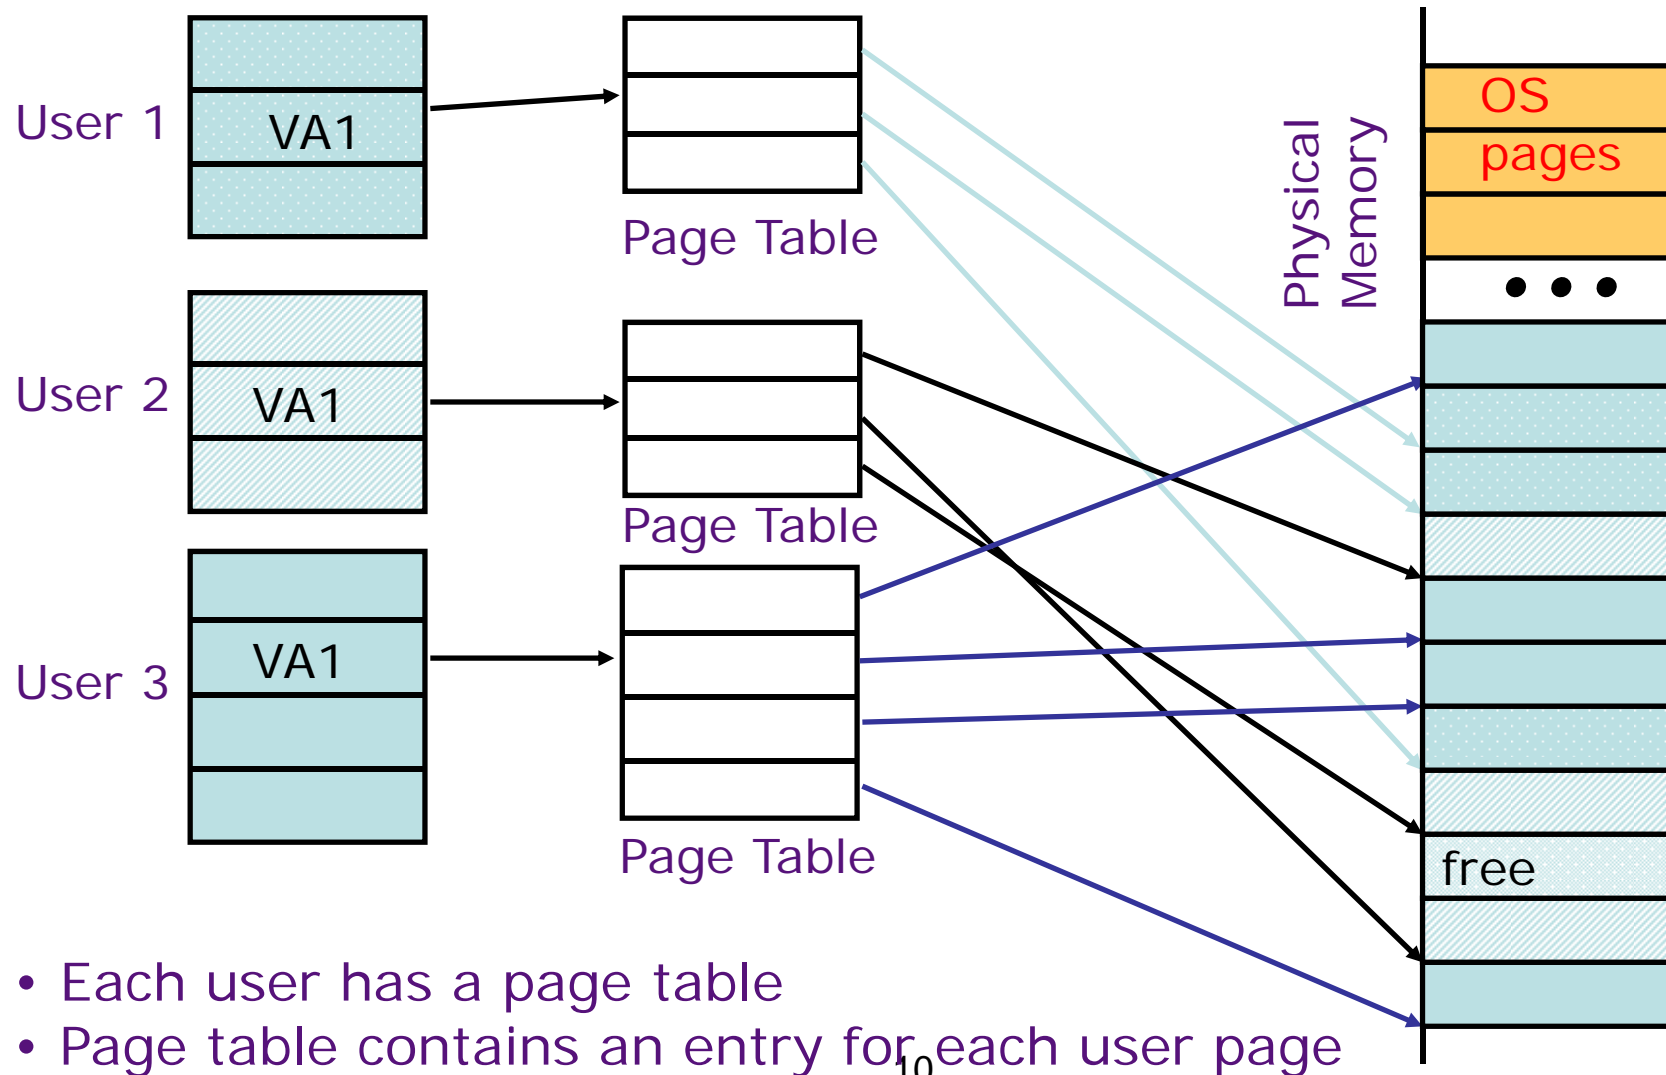 User 1
VA1
Page Table
User 2
VA1
Page Table
User 3
VA1
Page Table
Physical
Memory
OS
pages
free
• Each user has a page table
• Page table contains an entry for each user page
10